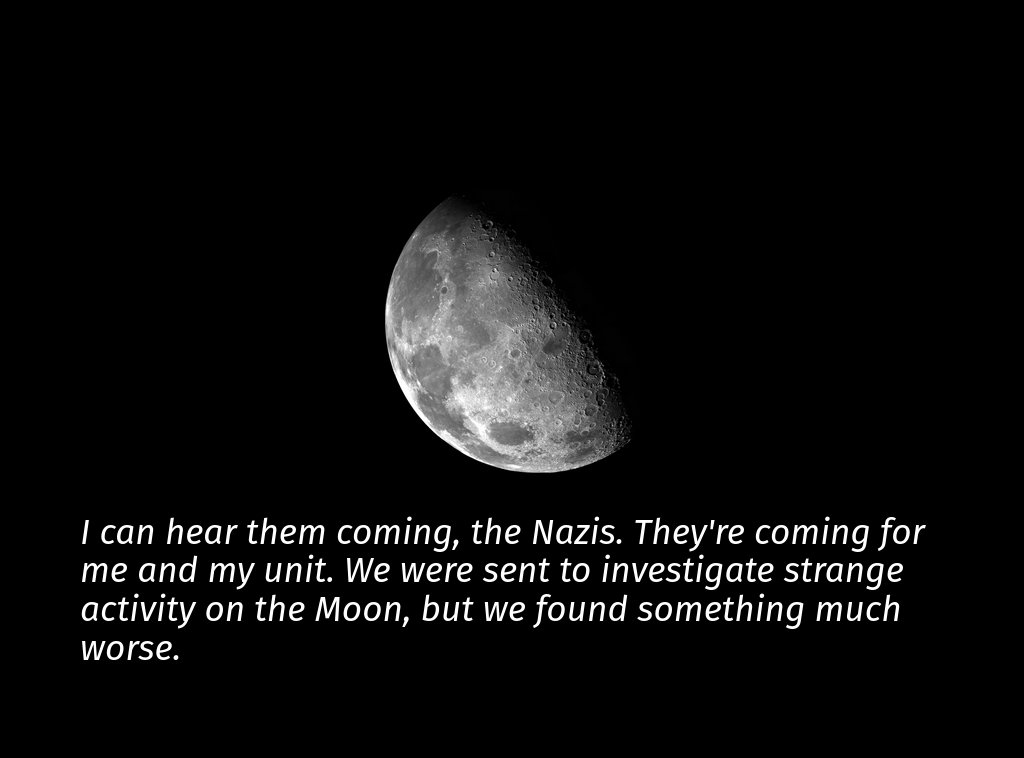 I can hear them coming, the Nazis. They're coming for
me and my unit. We were sent to investigate strange
activity on the Moon, but we found something much
worse.